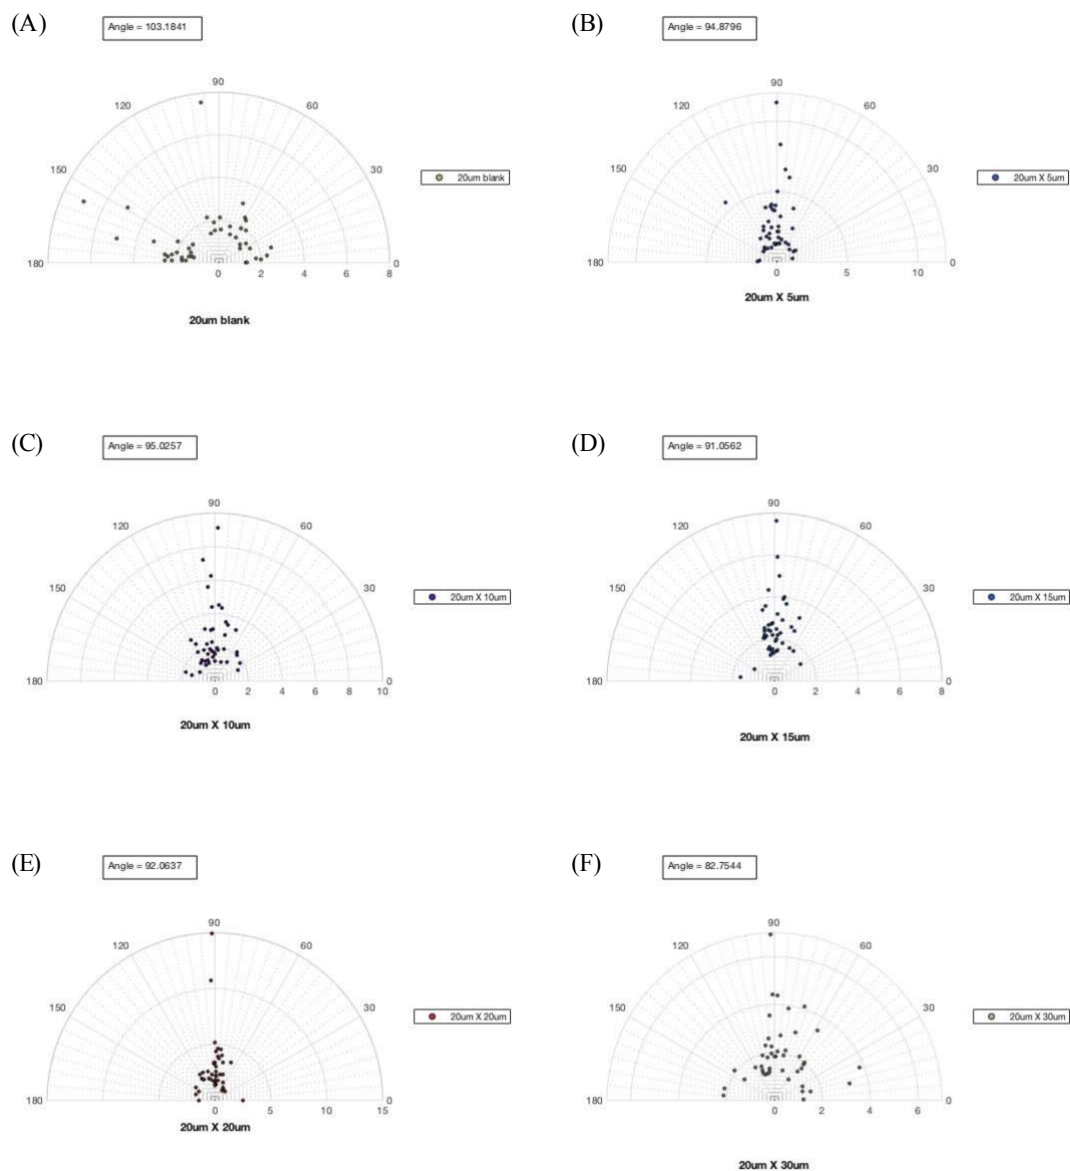 (A)
Angle = 103.1841
90
120
60
150
30
180
0
0 2 4 6 8
20um blank
20um blank
(B)
Angle = 94.8796
90
120
60
150
30
180
0
0 5 10
20um X 5um
20um X 5um
(C)
Angle = 95.0257
90
120
60
150
30
180
0
0 2 4 6 8 10
20um X 10um
20um X 10um
(D)
Angle = 91.0562
90
120
60
150
30
180
0
0 2 4 6 8
20um X 15um
20um X 15um
(E)
Angle = 92.0637
90
120
60
150
30
180
0
0 5 10 15
20um X 20um
20um X 20um
(F)
Angle = 82.7544
90
120
60
150
30
180
0
0 2 4 6
20um X 30um
20um X 30um